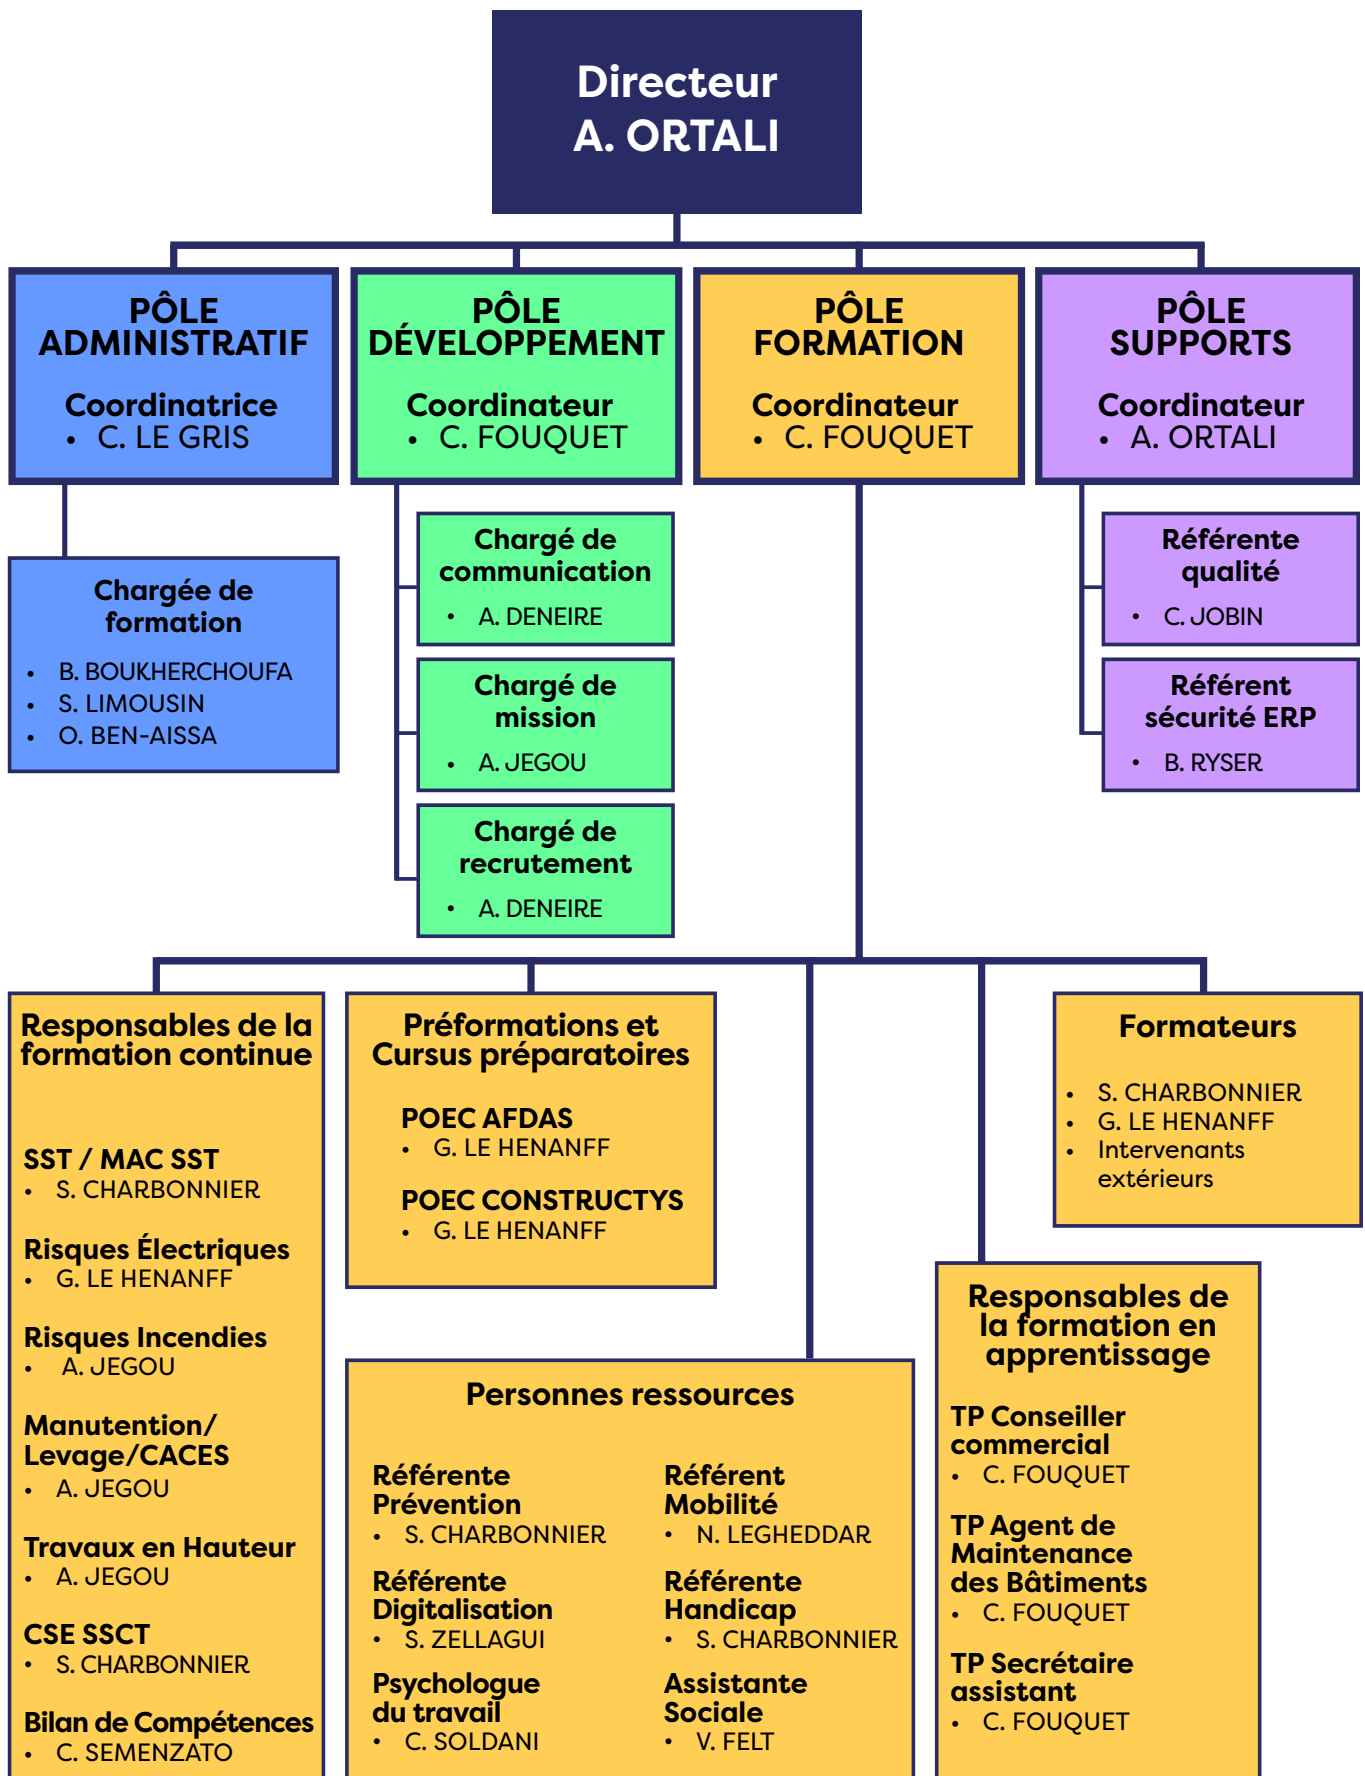 Directeur
A. ORTALI
PÔLE
ADMINISTRATIF
Coordinatrice
• C. LE GRIS
PÔLE
DÉVELOPPEMENT
Coordinateur
• C. FOUQUET
PÔLE
FORMATION
Coordinateur
• C. FOUQUET
PÔLE
SUPPORTS
Coordinateur
• A. ORTALI
Chargée de
formation
• B. BOUKHERCHOUFA
• S. LIMOUSIN
• O. BEN-AISSA
Chargé de
communication
• A. DENEIRE
Chargé de
mission
• A. JEGOU
Chargé de
recrutement
• A. DENEIRE
Référente
qualité
• C. JOBIN
Référent
sécurité ERP
• B. RYSER
Responsables de la
formation continue
SST / MAC SST
• S. CHARBONNIER
Risques Électriques
• G. LE HENANFF
Risques Incendies
• A. JEGOU
Manutention/
Levage/CACES
• A. JEGOU
Travaux en Hauteur
• A. JEGOU
CSE SSCT
• S. CHARBONNIER
Bilan de Compétences
• C. SEMENZATO
Préformations et
Cursus préparatoires
POEC AFDAS
• G. LE HENANFF
POEC CONSTRUCTYS
• G. LE HENANFF
Personnes ressources
Référente
Prévention
• S. CHARBONNIER
Référente
Digitalisation
• S. ZELLAGUI
Psychologue
du travail
• C. SOLDANI
Référent
Mobilité
• N. LEGHEDDAR
Référente
Handicap
• S. CHARBONNIER
Assistante
Sociale
• V. FELT
Formateurs
• S. CHARBONNIER
• G. LE HENANFF
• Intervenants
extérieurs
Responsables de
la formation en
apprentissage
TP Conseiller
commercial
• C. FOUQUET
TP Agent de
Maintenance
des Bâtiments
• C. FOUQUET
TP Secrétaire
assistant
• C. FOUQUET